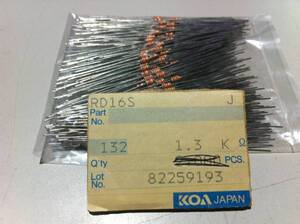 RD16S J
Part
No.
132 1.3 K Ω
Q'ty PCS.
Lot
No. 82259193
KOA JAPAN